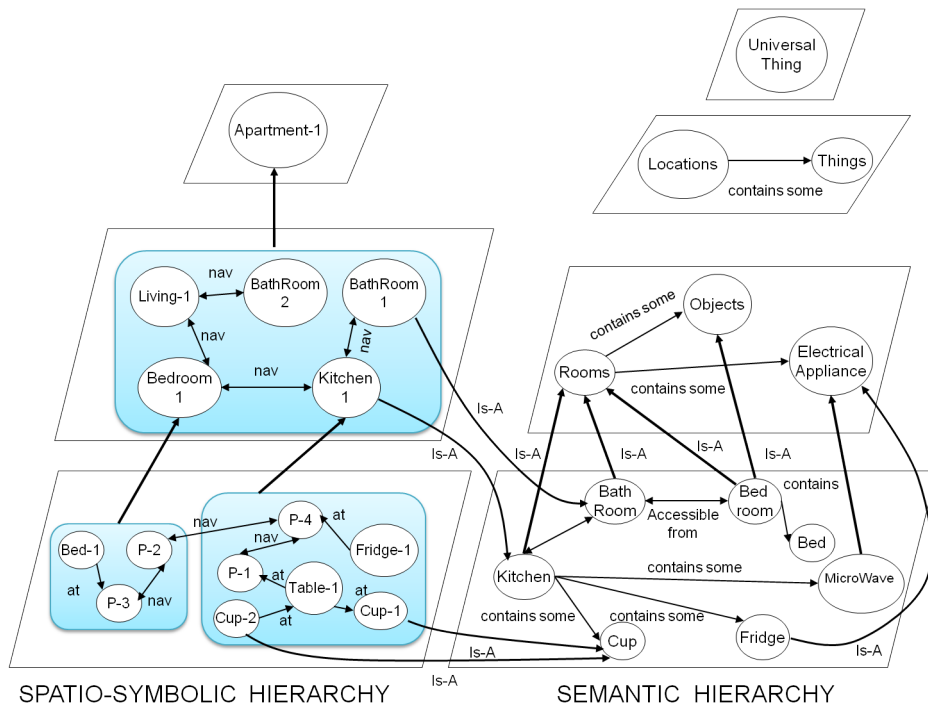 Universal
Thing
Apartment-1
Locations
Things
contains some
nav
Living-1
BathRoom
2
BathRoom
1
nav
nav
Bedroom
1
nav
Kitchen
1
Objects
contains some
Rooms
contains some
Electrical
Appliance
Is-A
Is-A
Is-A
Is-A
Is-A
Is-A
contains
Bath
Room
Accessible
from
Bed
room
Bed
Kitchen
contains some
MicroWave
contains some
contains some
Cup
Fridge
Is-A
Is-A
Is-A
nav
P-4
at
Fridge-1
nav
Bed-1
P-2
at
P-3
nav
P-1
at
Table-1
at
Cup-2
at
Cup-1
SPATIO-SYMBOLIC HIERARCHY
SEMANTIC HIERARCHY